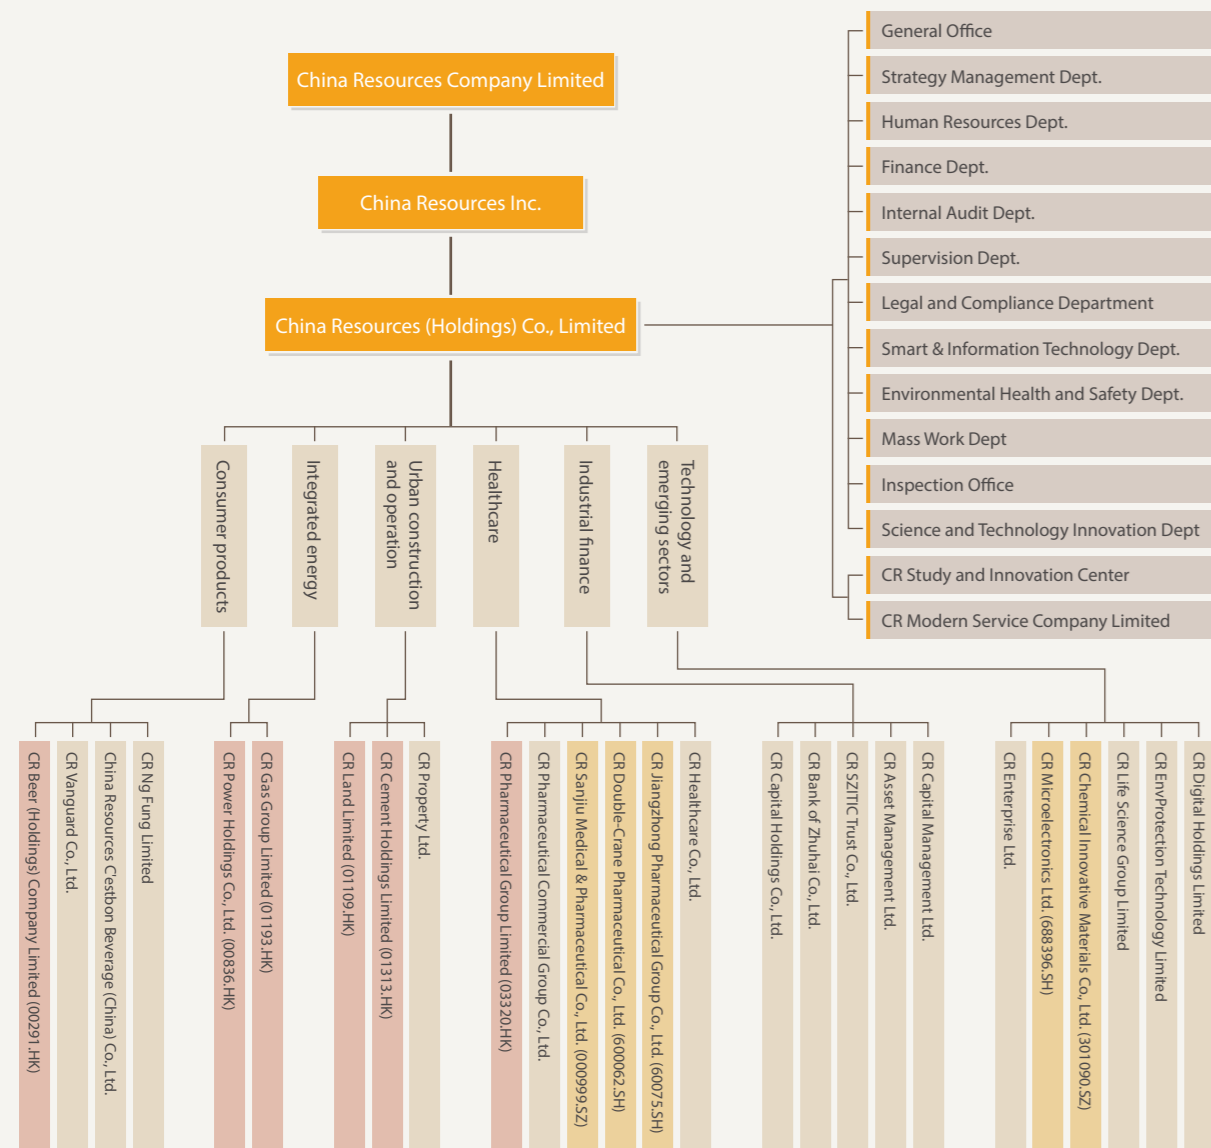 China Resources Company Limited
China Resources Inc.
China Resources (Holdings) Co., Limited
General Office
Strategy Management Dept.
Human Resources Dept.
Finance Dept.
Internal Audit Dept.
Supervision Dept.
Legal and Compliance Department
Smart & Information Technology Dept.
Environmental Health and Safety Dept.
Mass Work Dept
Inspection Office
Science and Technology Innovation Dept
CR Study and Innovation Center
CR Modern Service Company Limited
Consumer products
Integrated energy
Urban construction
and operation
Healthcare
Industrial finance
Technology and
emerging sectors
CR Beer (Holdings) Company Limited (00291.HK)
CR Vanguard Co., Ltd.
China Resources C'estbon Beverage (China) Co., Ltd.
CR Ng Fung Limited
CR Power Holdings Co., Ltd. (00836.HK)
CR Gas Group Limited (01193.HK)
CR Land Limited (01109.HK)
CR Cement Holdings Limited (01313.HK)
CR Property Ltd.
CR Pharmaceutical Group Limited (03320.HK)
CR Pharmaceutical Commercial Group Co., Ltd.
CR Sanjiu Medical & Pharmaceutical Co., Ltd. (000999.SZ)
CR Double-Crane Pharmaceutical Co., Ltd. (600062.SH)
CR Jiangzhong Pharmaceutical Group Co., Ltd. (60075.SH)
CR Healthcare Co., Ltd.
CR Capital Holdings Co., Ltd.
CR Bank of Zhuhai Co., Ltd.
CR SZITIC Trust Co., Ltd.
CR Asset Management Ltd.
CR Capital Management Ltd.
CR Enterprise Ltd.
CR Microelectronics Ltd. (688396.SH)
CR Chemical Innovative Materials Co., Ltd. (301090.SZ)
CR Life Science Group Limited
CR EnvProtection Technology Limited
CR Digital Holdings Limited